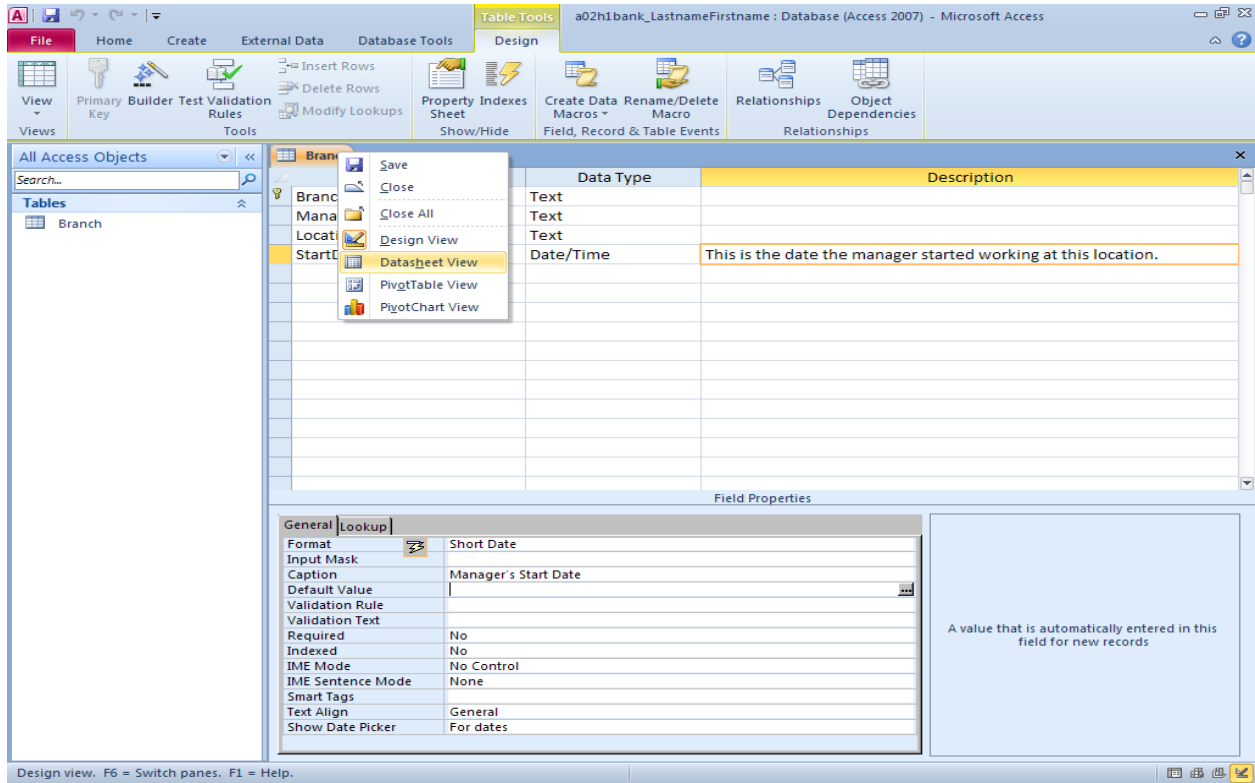 A Table Tools a02h1bank_LastnameFirstname : Database (Access 2007) - Microsoft Access
File Home Create External Data Database Tools Design
View Primary Key Builder Test Validation Rules Insert Rows Delete Rows Modify Lookups Property Sheet Indexes Create Data Macros Rename/Delete Macro Relationships Object Dependencies
Views Tools Show/Hide Field, Record & Table Events Relationships
All Access Objects
Search...
Tables
Branch
Bran
Save
Close
Close All
Design View
Datasheet View
PivotTable View
PivotChart View
Data Type Description
Branc Text
Mana Text
Locati Text
StartD Date/Time This is the date the manager started working at this location.
Field Properties
General Lookup
Format Short Date
Input Mask
Caption Manager's Start Date
Default Value
Validation Rule
Validation Text
Required No
Indexed No
IME Mode No Control
IME Sentence Mode None
Smart Tags
Text Align General
Show Date Picker For dates
A value that is automatically entered in this
field for new records
Design view. F6 = Switch panes. F1 = Help.